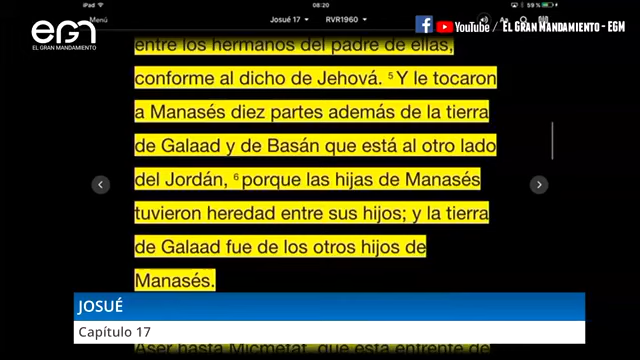 iPad
08:20
59 %
Menú
Josué 17
RVR1960
YouTube / EL GRAN MANDAMIENTO - EGM
EGM
EL GRAN MANDAMIENTO
entre los hermanos del padre de ellas,
conforme al dicho de Jehová. 5 Y le tocaron
a Manasés diez partes además de la tierra
de Galaad y de Basán que está al otro lado
del Jordán, 6 porque las hijas de Manasés
tuvieron heredad entre sus hijos; y la tierra
de Galaad fue de los otros hijos de
Manasés.
JOSUÉ
Capítulo 17
Aser hasta Micmetat, que está enfrente de